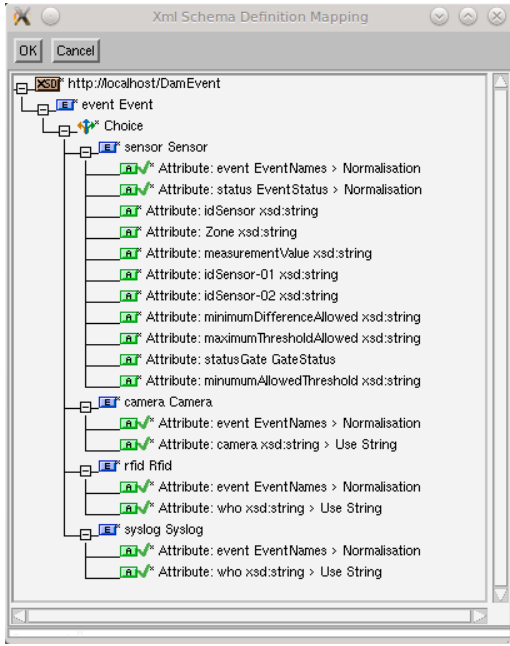 Xml Schema Definition Mapping
OK Cancel
XSD* http://localhost/DamEvent
E* event Event
* Choice
E* sensor Sensor
A* Attribute: event EventNames > Normalisation
A* Attribute: status EventStatus > Normalisation
A* Attribute: idSensor xsd:string
A* Attribute: Zone xsd:string
A* Attribute: measurementValue xsd:string
A* Attribute: idSensor-01 xsd:string
A* Attribute: idSensor-02 xsd:string
A* Attribute: minimumDifferenceAllowed xsd:string
A* Attribute: maximumThresholdAllowed xsd:string
A* Attribute: statusGate GateStatus
A* Attribute: minumumAllowedThreshold xsd:string
E* camera Camera
A* Attribute: event EventNames > Normalisation
A* Attribute: camera xsd:string > Use String
E* rfid Rfid
A* Attribute: event EventNames > Normalisation
A* Attribute: who xsd:string > Use String
E* syslog Syslog
A* Attribute: event EventNames > Normalisation
A* Attribute: who xsd:string > Use String